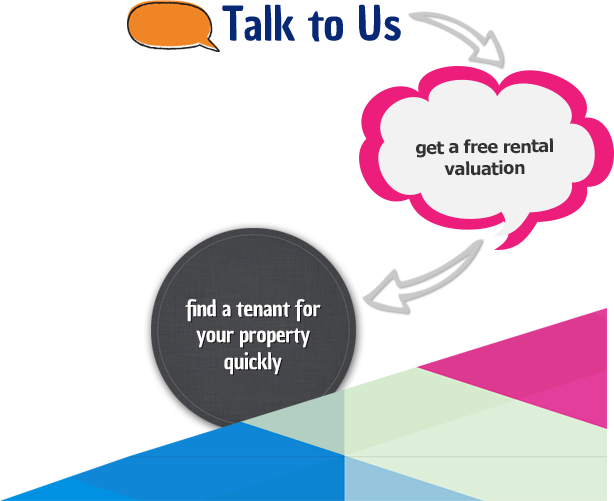 Talk to Us
get a free rental
valuation
find a tenant for
your property
quickly